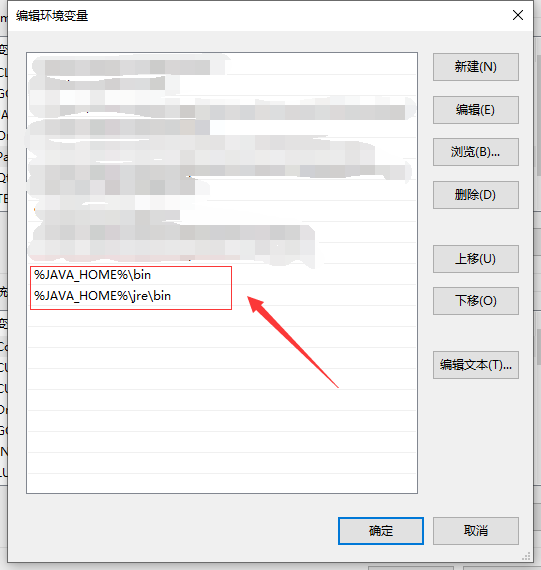 编辑环境变量
%JAVA_HOME%\bin
%JAVA_HOME%\jre\bin
新建(N)
编辑(E)
浏览(B)...
删除(D)
上移(U)
下移(O)
编辑文本(T)...
确定
取消